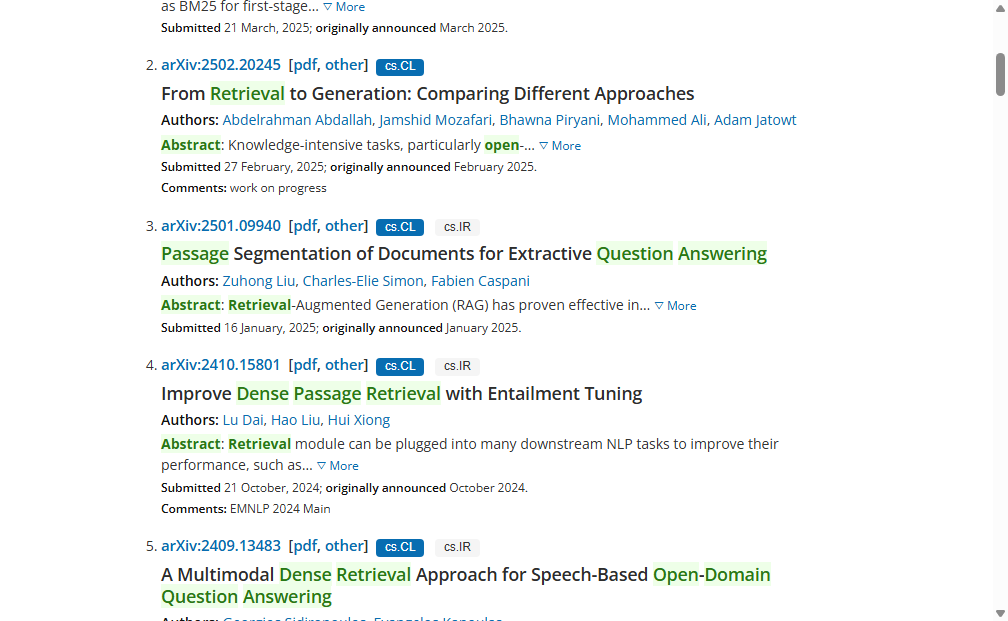 as BM25 for first-stage... ▽ More
Submitted 21 March, 2025; originally announced March 2025.
2. arXiv:2502.20245 [pdf, other] cs.CL
From Retrieval to Generation: Comparing Different Approaches
Authors: Abdelrahman Abdallah, Jamshid Mozafari, Bhawna Piryani, Mohammed Ali, Adam Jatowt
Abstract: Knowledge-intensive tasks, particularly open-... ▽ More
Submitted 27 February, 2025; originally announced February 2025.
Comments: work on progress
3. arXiv:2501.09940 [pdf, other] cs.CL cs.IR
Passage Segmentation of Documents for Extractive Question Answering
Authors: Zuhong Liu, Charles-Elie Simon, Fabien Caspani
Abstract: Retrieval-Augmented Generation (RAG) has proven effective in... ▽ More
Submitted 16 January, 2025; originally announced January 2025.
4. arXiv:2410.15801 [pdf, other] cs.CL cs.IR
Improve Dense Passage Retrieval with Entailment Tuning
Authors: Lu Dai, Hao Liu, Hui Xiong
Abstract: Retrieval module can be plugged into many downstream NLP tasks to improve their
performance, such as... ▽ More
Submitted 21 October, 2024; originally announced October 2024.
Comments: EMNLP 2024 Main
5. arXiv:2409.13483 [pdf, other] cs.CL cs.IR
A Multimodal Dense Retrieval Approach for Speech-Based Open-Domain
Question Answering
Authors: Georgios Sidiropoulos, Evangelos Kanoulas